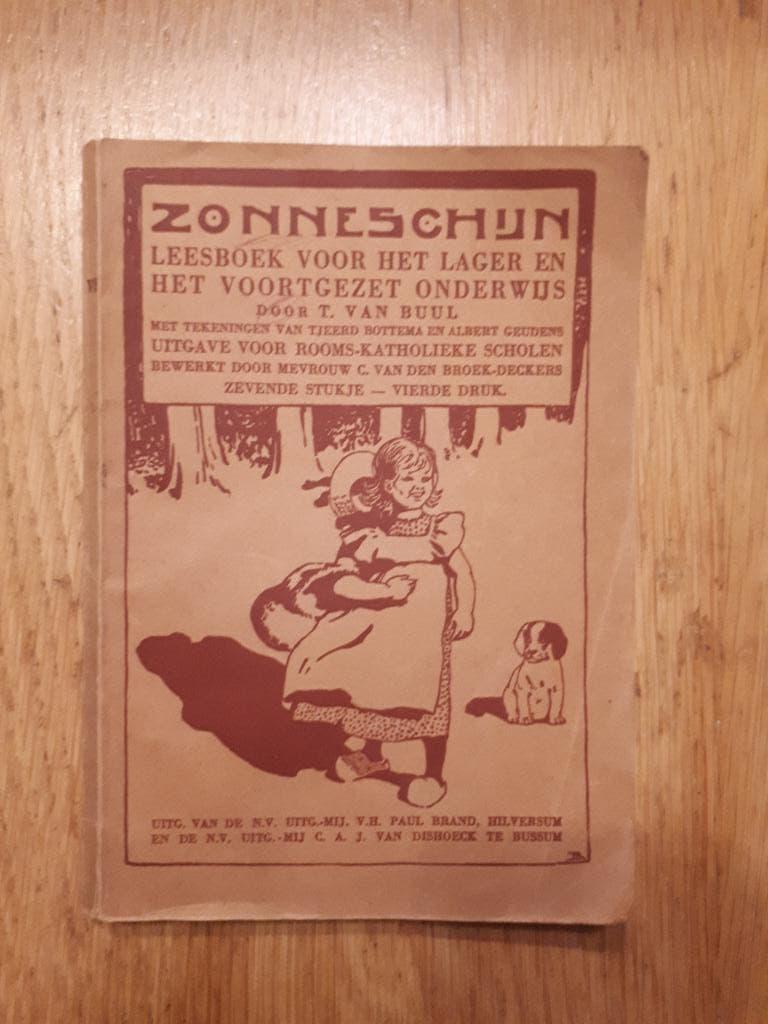 ZONNESCHIJN
LEESBOEK VOOR HET LAGER EN
HET VOORTGEZET ONDERWIJS
DOOR T. VAN BUUL
MET TEKENINGEN VAN TJEERD BOTTEMA EN ALBERT GEUDENS
UITGAVE VOOR ROOMS-KATHOLIEKE SCHOLEN
BEWERKT DOOR MEVROUW C. VAN DEN BROEK-DECKERS
ZEVENDE STUKJE — VIERDE DRUK.
UITG. VAN DE N.V. UITG.-MIJ. V.H. PAUL BRAND, HILVERSUM
EN DE N.V. UITG.-MIJ C. A. J. VAN DISHOECK TE BUSSUM